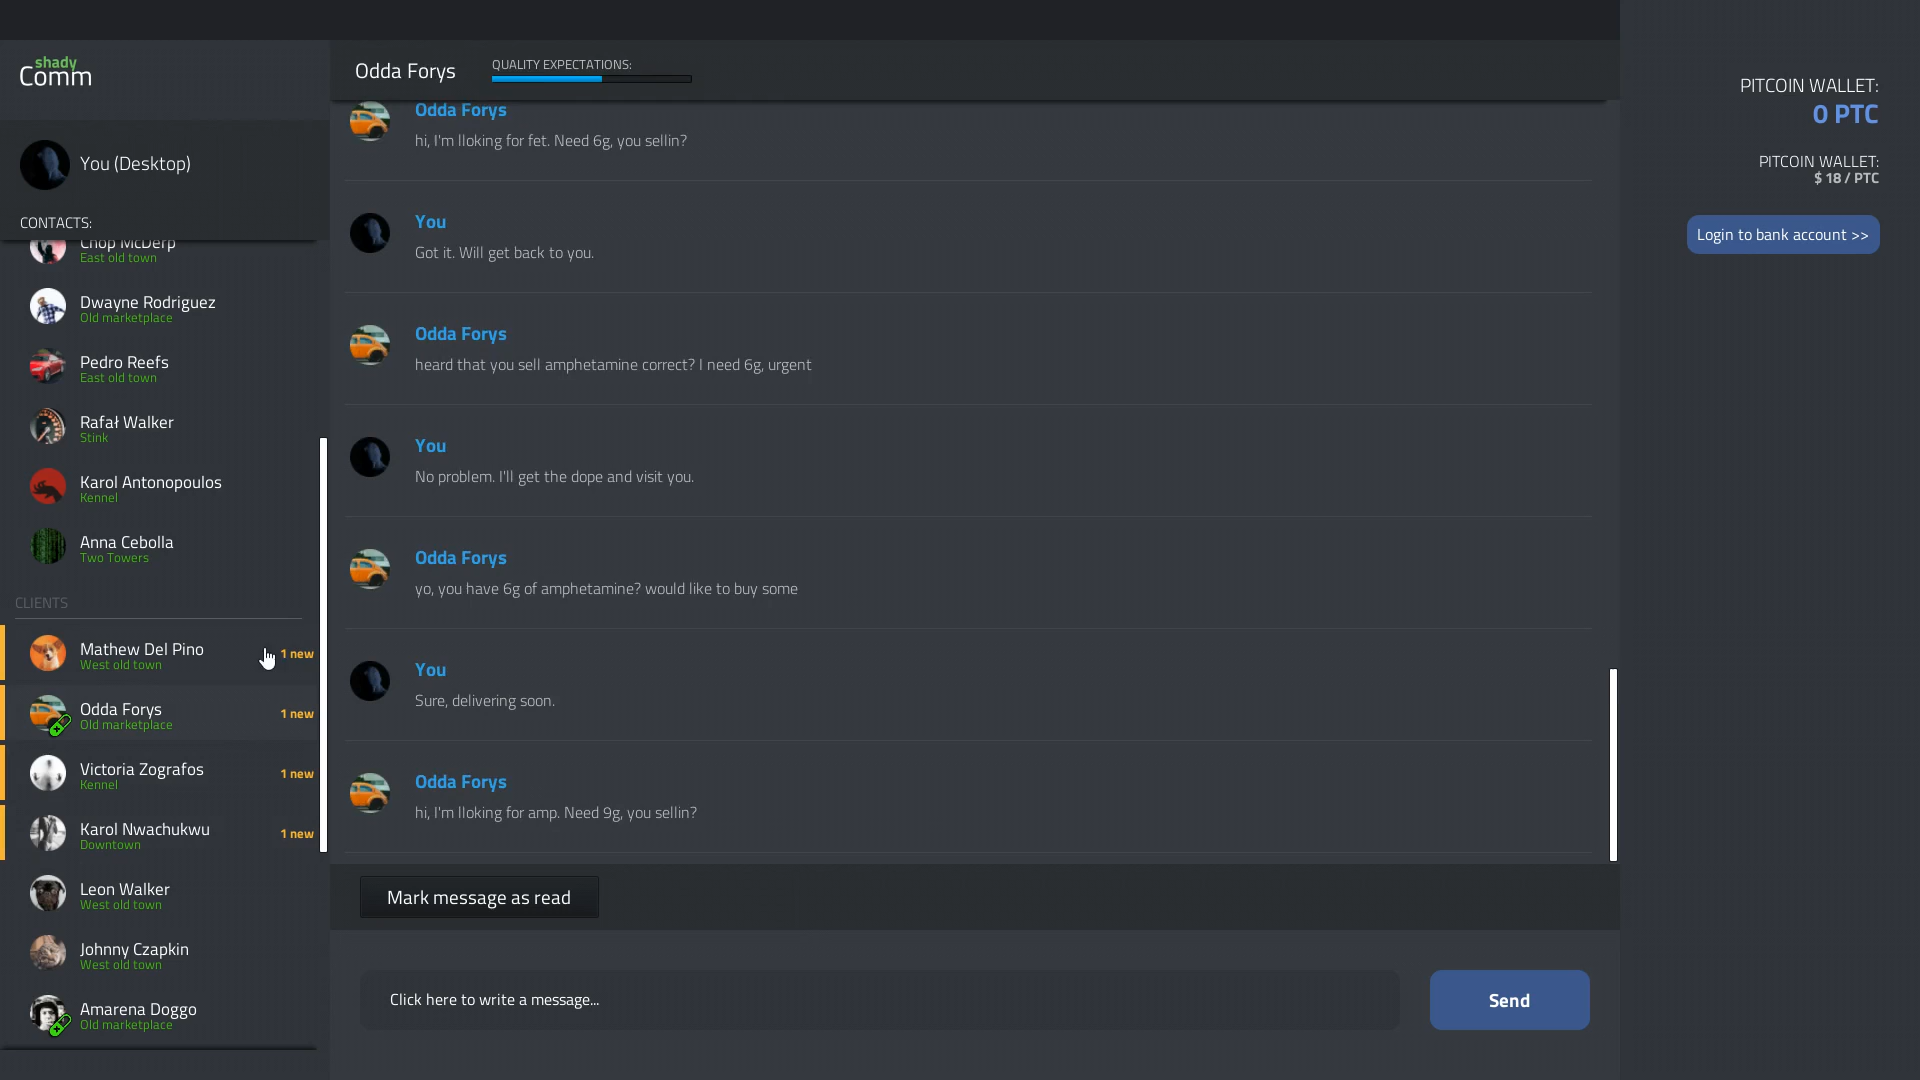 shady
Comm
You (Desktop)
CONTACTS:
Chop McDerp
East old town
Dwayne Rodriguez
Old marketplace
Pedro Reefs
East old town
Rafał Walker
Stink
Karol Antonopoulos
Kennel
Anna Cebolla
Two Towers
CLIENTS
Mathew Del Pino
West old town
1 new
Odda Forys
Old marketplace
1 new
Victoria Zografos
Kennel
1 new
Karol Nwachukwu
Downtown
1 new
Leon Walker
West old town
Johnny Czapkin
West old town
Amarena Doggo
Old marketplace
Odda Forys
QUALITY EXPECTATIONS:
Odda Forys
hi, I'm lloking for fet. Need 6g, you sellin?
You
Got it. Will get back to you.
Odda Forys
heard that you sell amphetamine correct? I need 6g, urgent
You
No problem. I'll get the dope and visit you.
Odda Forys
yo, you have 6g of amphetamine? would like to buy some
You
Sure, delivering soon.
Odda Forys
hi, I'm lloking for amp. Need 9g, you sellin?
Mark message as read
Click here to write a message...
Send
PITCOIN WALLET:
0 PTC
PITCOIN WALLET:
$ 18 / PTC
Login to bank account >>